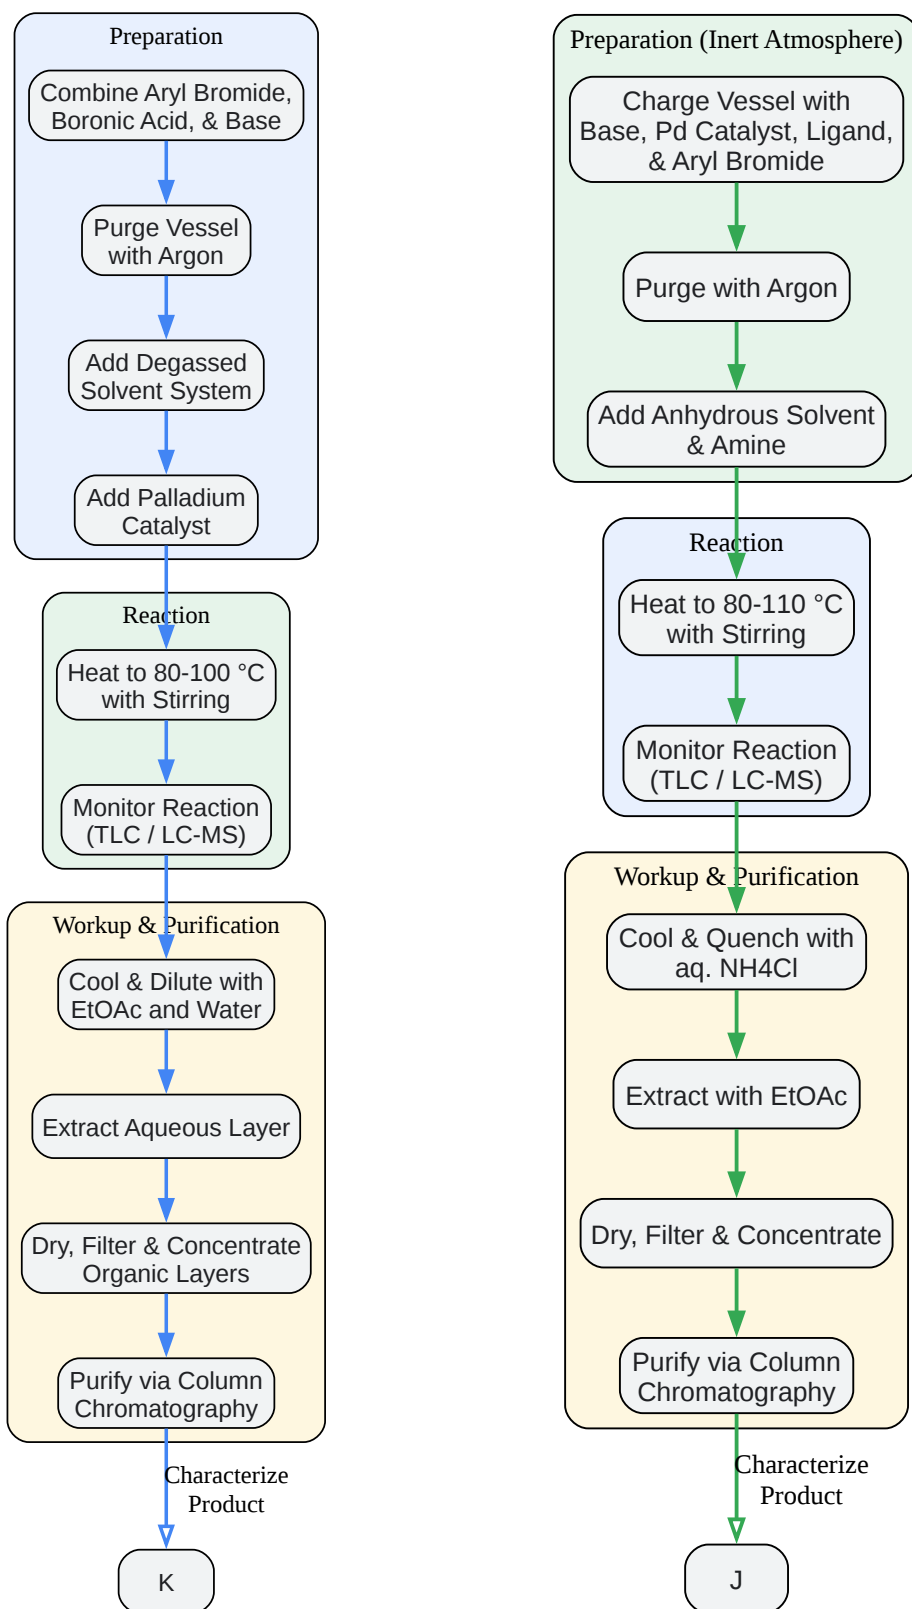 Preparation
Combine Aryl Bromide,
Boronic Acid, & Base
Purge Vessel
with Argon
Add Degassed
Solvent System
Add Palladium
Catalyst
Reaction
Heat to 80-100 °C
with Stirring
Monitor Reaction
(TLC / LC-MS)
Workup & Purification
Cool & Dilute with
EtOAc and Water
Extract Aqueous Layer
Dry, Filter & Concentrate
Organic Layers
Purify via Column
Chromatography
Characterize
Product
K
Preparation (Inert Atmosphere)
Charge Vessel with
Base, Pd Catalyst, Ligand,
& Aryl Bromide
Purge with Argon
Add Anhydrous Solvent
& Amine
Reaction
Heat to 80-110 °C
with Stirring
Monitor Reaction
(TLC / LC-MS)
Workup & Purification
Cool & Quench with
aq. NH4Cl
Extract with EtOAc
Dry, Filter & Concentrate
Purify via Column
Chromatography
Characterize
Product
J